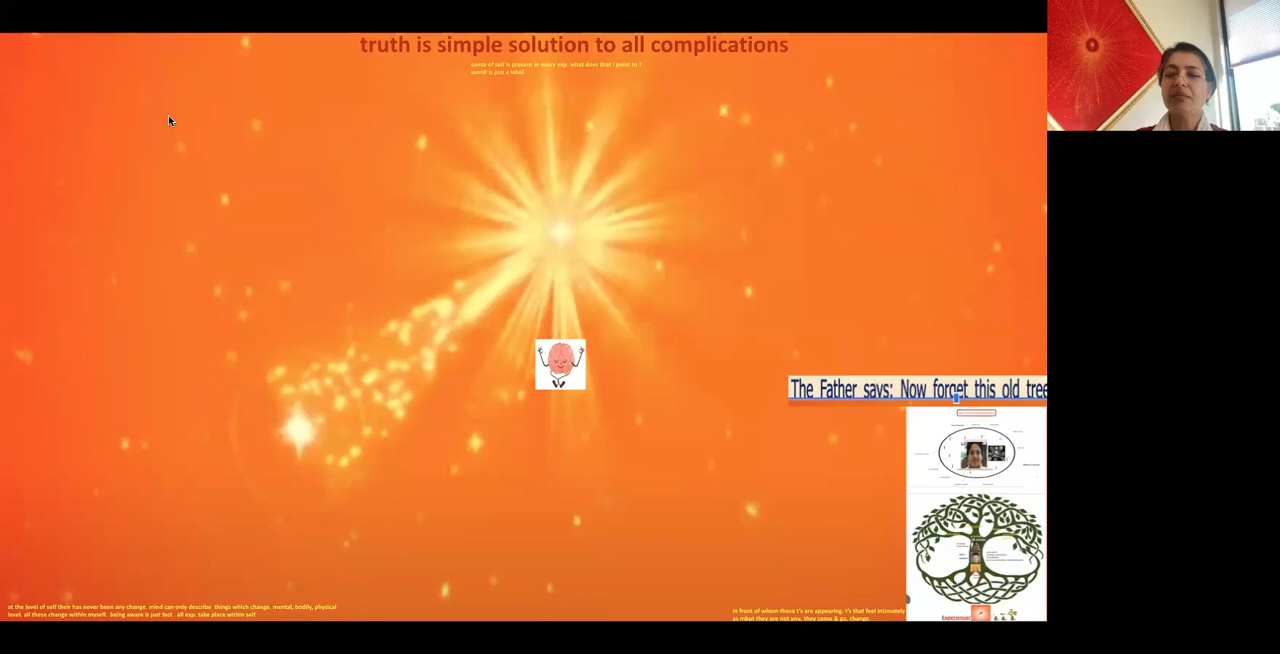 truth is simple solution to all complications
sense of self is present in every exp. what does that I point to ?
wordi is just a label
The Father says: Now forget this old tree
at the level of self their has never been any change. mind can only describe things which change. mental, bodily, physical
level, all these change within myself. being aware is just fact . all exp. take place within self
in front of whom these t's are appearing. t's that feel intimately
as mbut they are not you. they come & go, change.
Experiencer